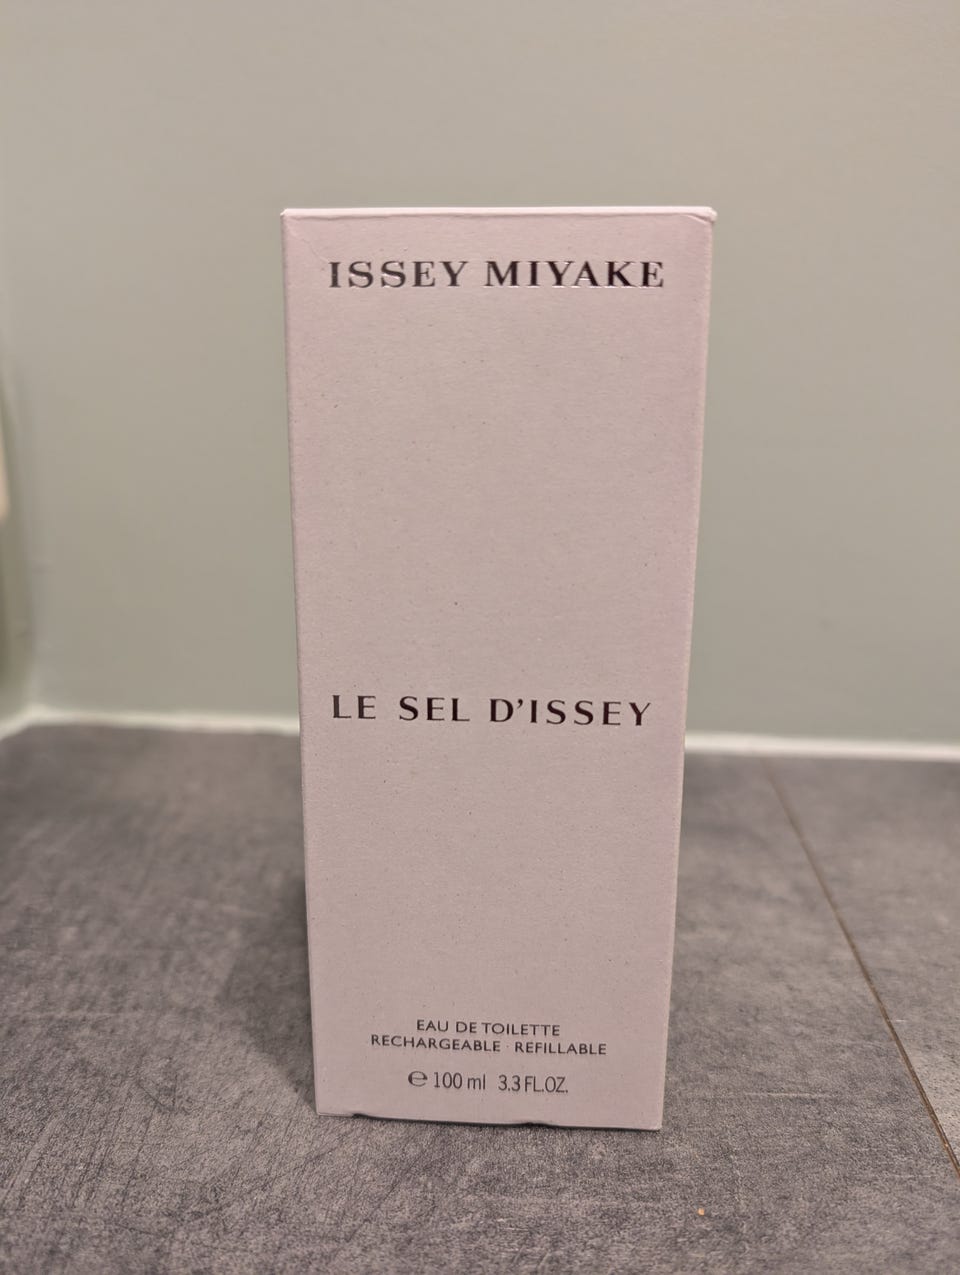 ISSEY MIYAKE
LE SEL D'ISSEY
EAU DE TOILETTE
RECHARGEABLE · REFILLABLE
℮ 100 ml 3.3 FL.OZ.